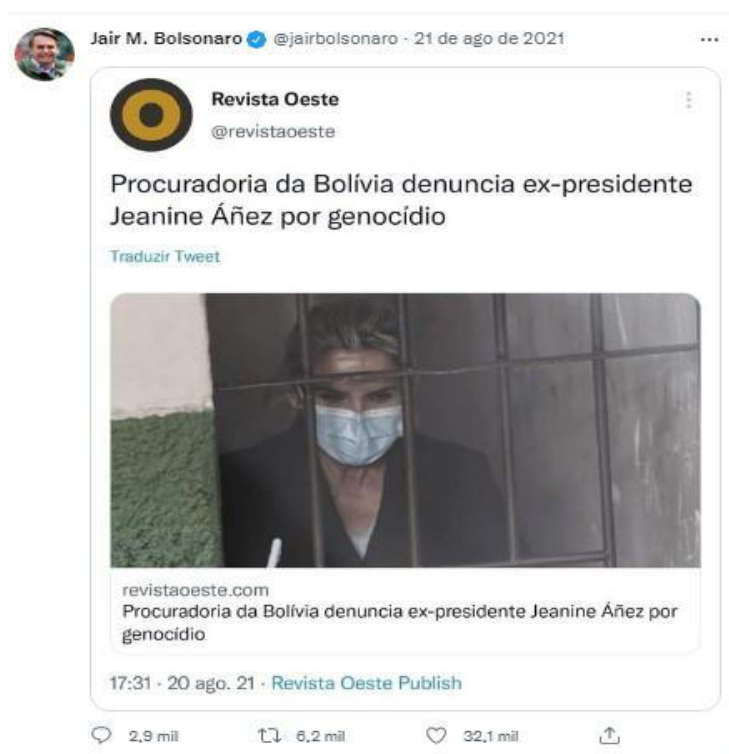 Jair M. Bolsonaro @jairbolsonaro · 21 de ago de 2021
Revista Oeste
@revistaoeste
Procuradoria da Bolívia denuncia ex-presidente
Jeanine Áñez por genocídio
Traduzir Tweet
revistaoeste.com
Procuradoria da Bolívia denuncia ex-presidente Jeanine Áñez por
genocídio
17:31 · 20 ago. 21 · Revista Oeste Publish
2,9 mil 6,2 mil 32,1 mil